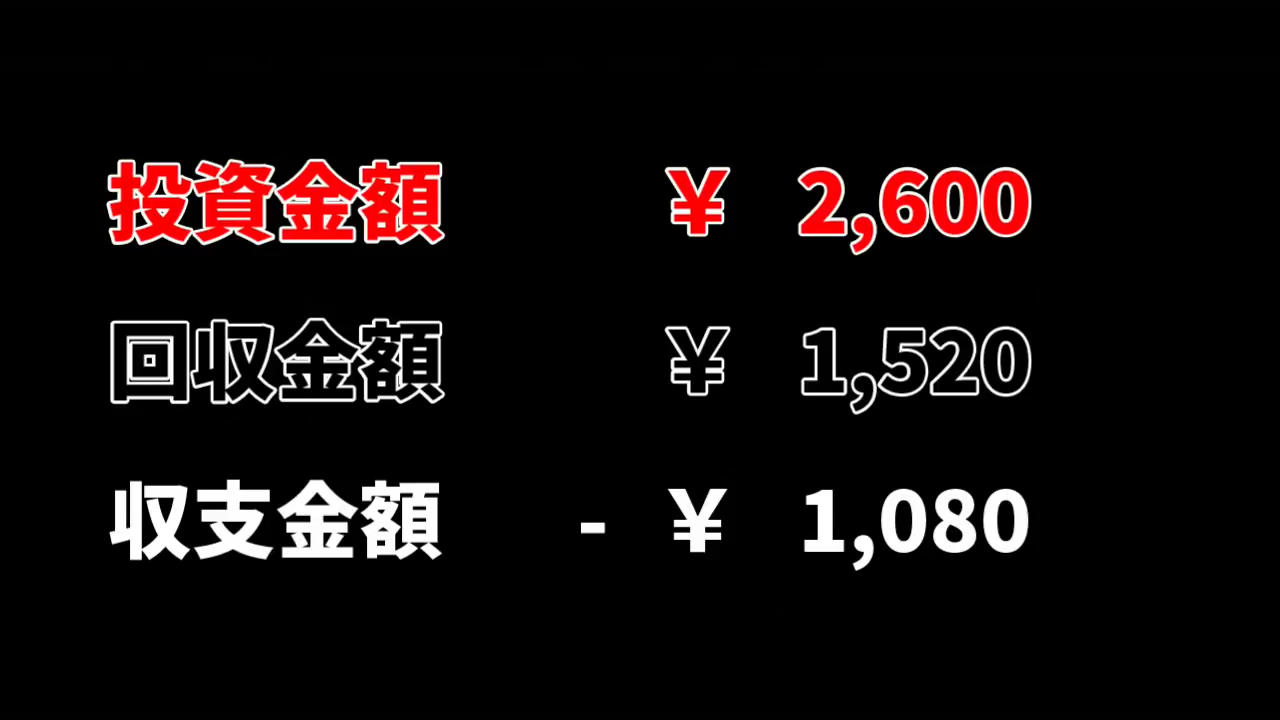 投資金額 ¥ 2,600
回収金額 ¥ 1,520
収支金額 - ¥ 1,080